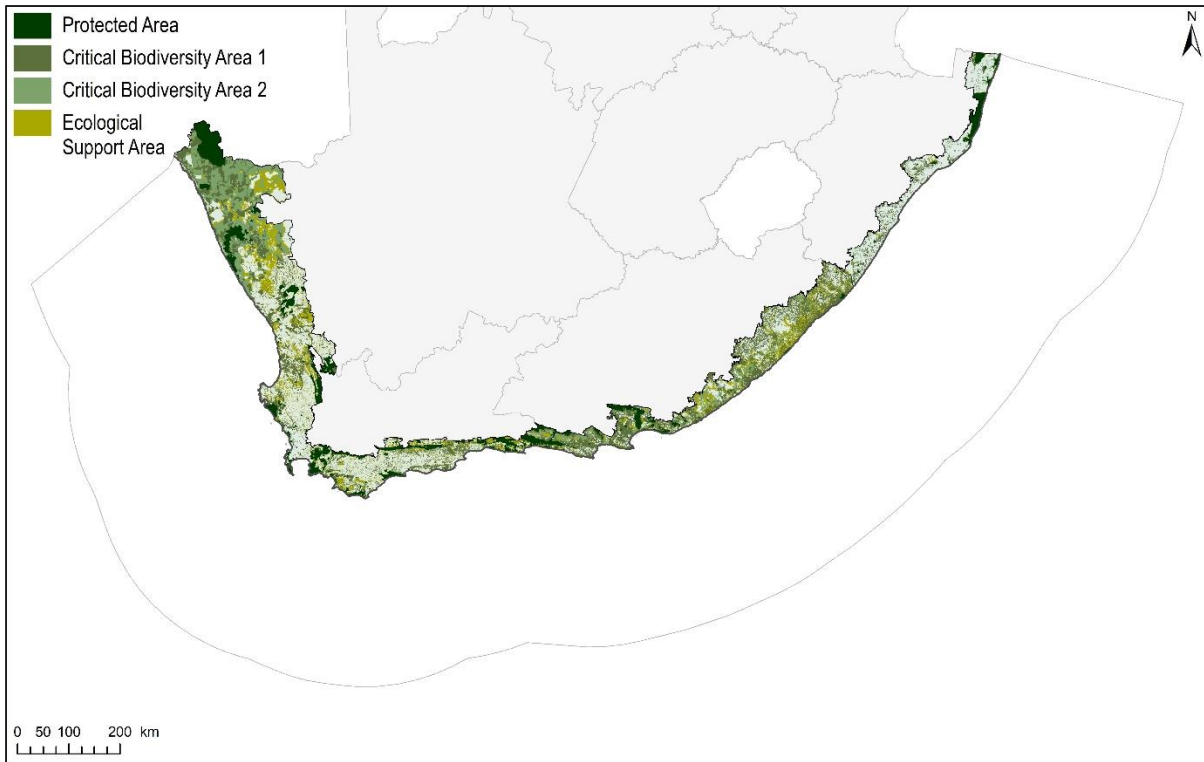 Protected Area
Critical Biodiversity Area 1
Critical Biodiversity Area 2
Ecological
Support Area
N
0 50 100 200 km